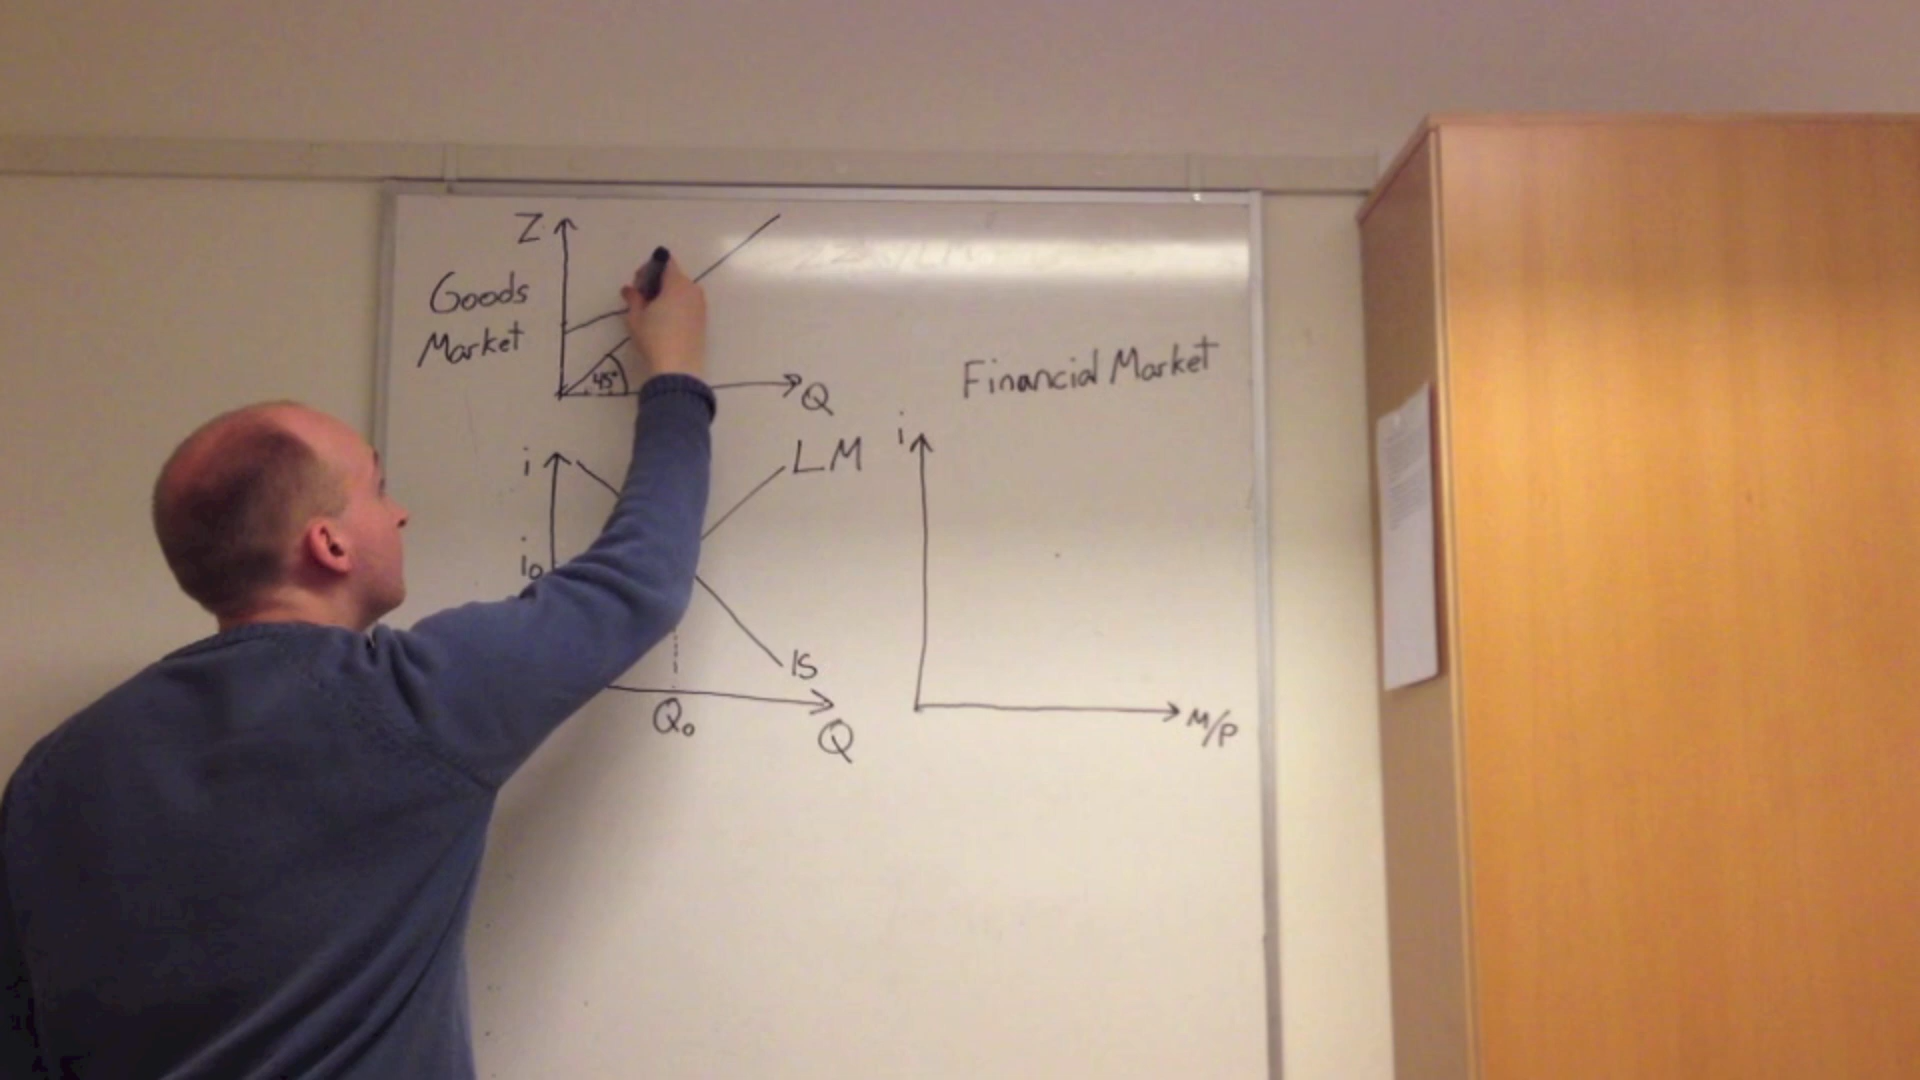 Z
Goods
Market
45°
Q
i
LM
i₀
IS
Q₀
Q
Financial Market
i
M/P